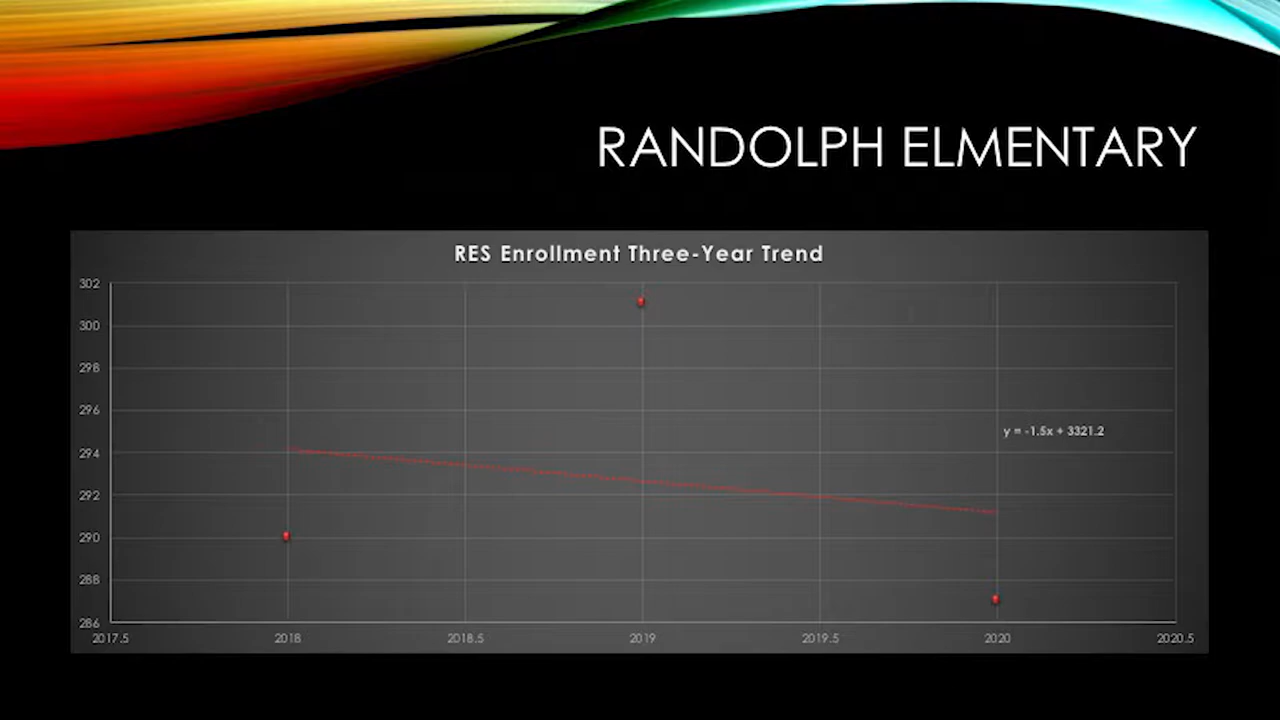 RANDOLPH ELMENTARY
RES Enrollment Three-Year Trend
302
300
298
296
y = -1.5x + 3321.2
294
292
290
288
286
2017.5 2018 2018.5 2019 2019.5 2020 2020.5